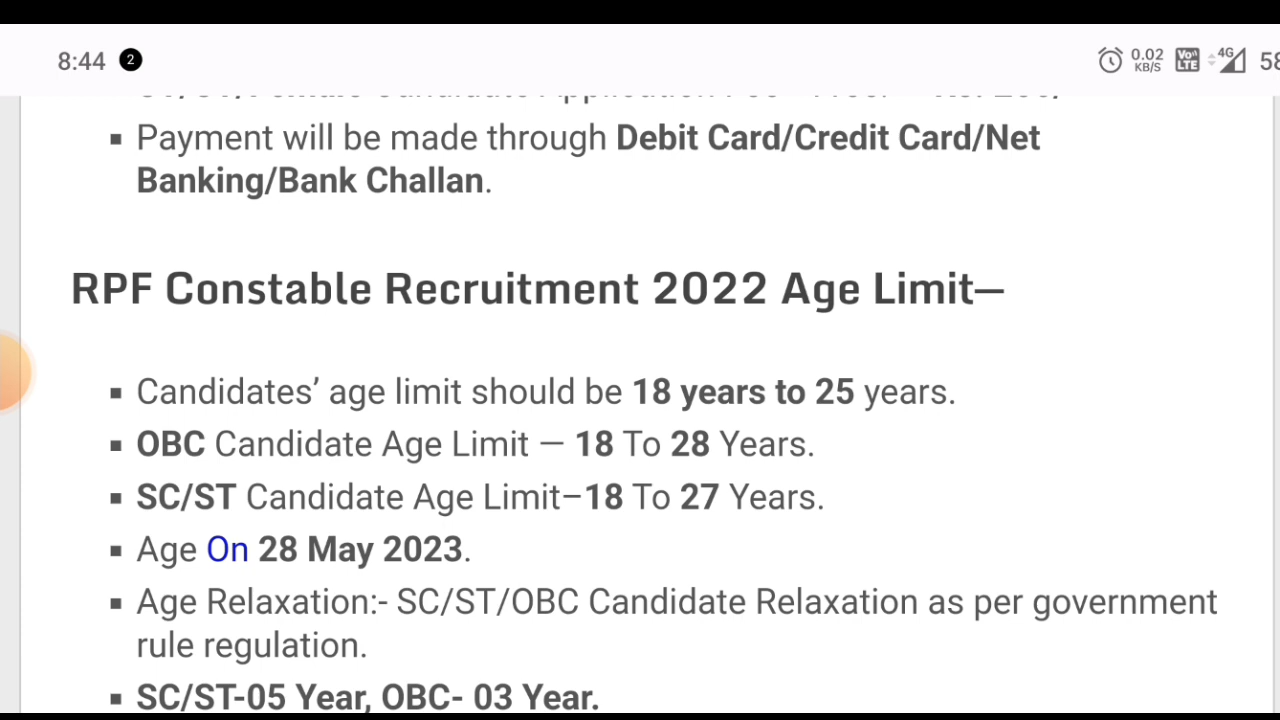 8:44 2 0.02 KB/S Vo LTE 4G 58
Payment will be made through Debit Card/Credit Card/Net
Banking/Bank Challan.
RPF Constable Recruitment 2022 Age Limit—
▪ Candidates’ age limit should be 18 years to 25 years.
▪ OBC Candidate Age Limit — 18 To 28 Years.
▪ SC/ST Candidate Age Limit–18 To 27 Years.
▪ Age On 28 May 2023.
▪ Age Relaxation:- SC/ST/OBC Candidate Relaxation as per government
rule regulation.
▪ SC/ST-05 Year, OBC- 03 Year.